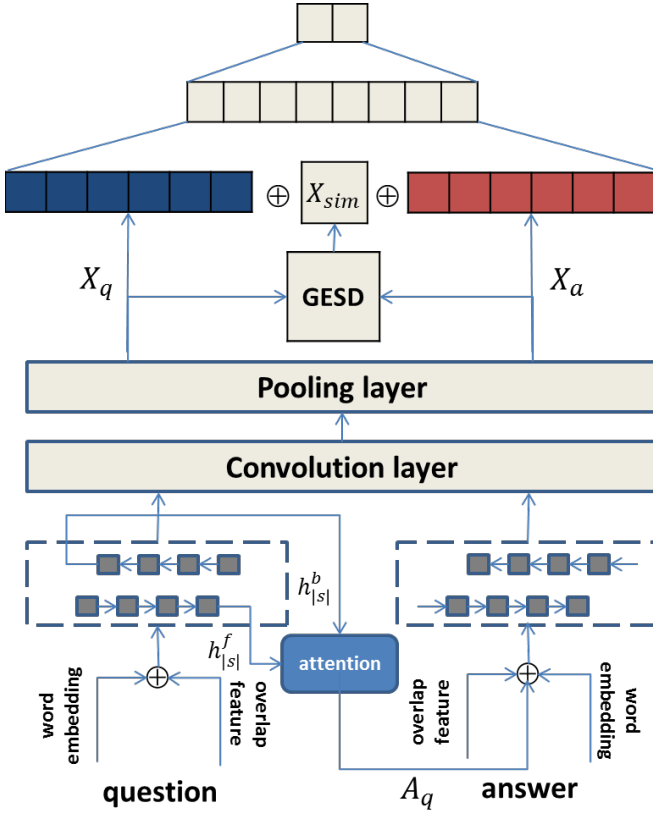 ⊕ X_sim ⊕
X_q
GESD
X_a
Pooling layer
Convolution layer
h^b_{|s|}
h^f_{|s|}
attention
word
embedding
overlap
feature
overlap
feature
word
embedding
question
A_q
answer